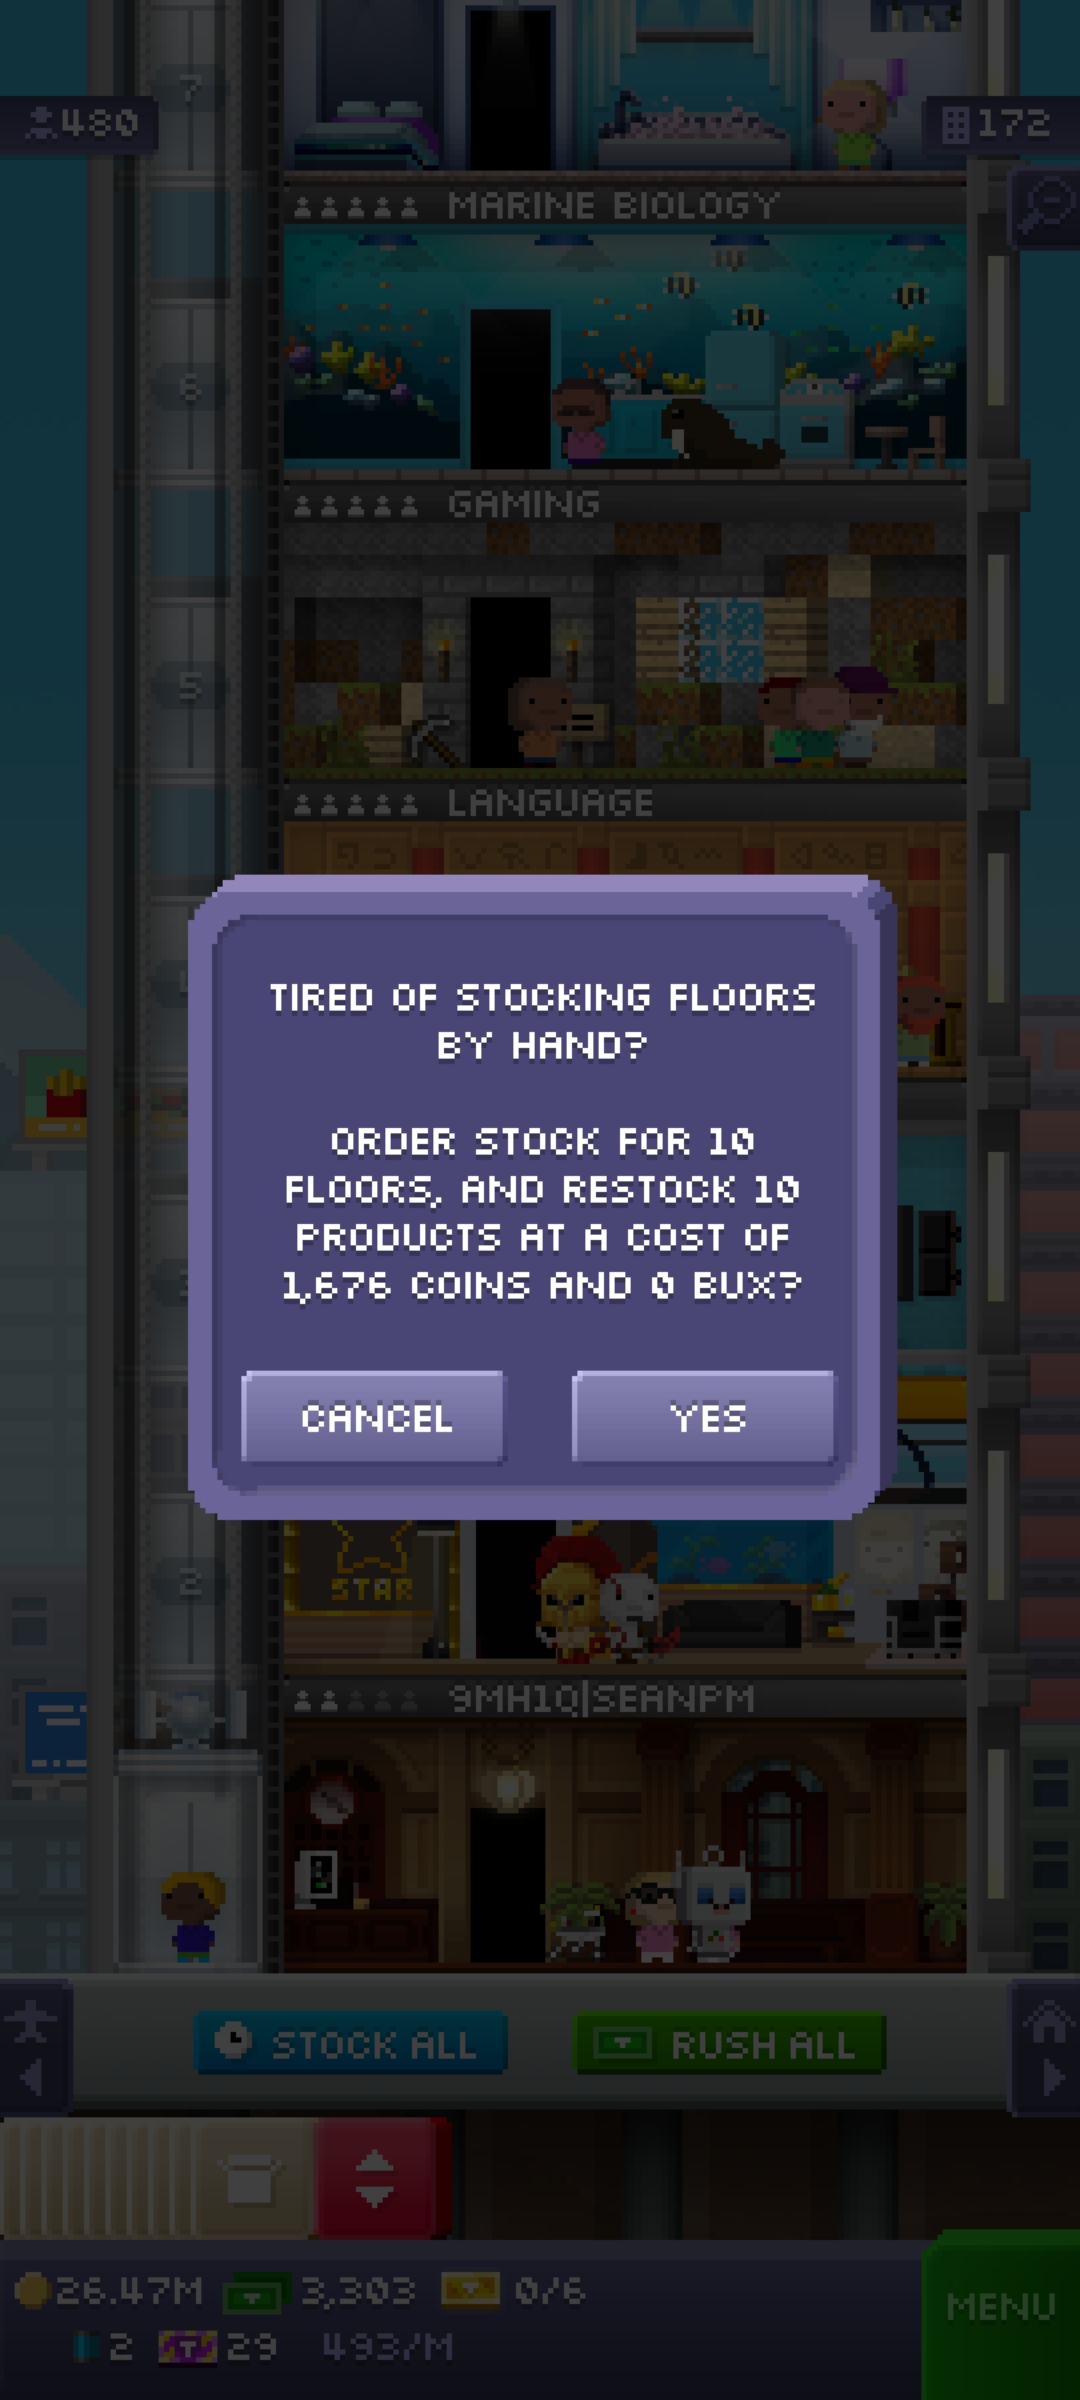 7
480
172
MARINE BIOLOGY
6
GAMING
5
LANGUAGE
TIRED OF STOCKING FLOORS
BY HAND?
ORDER STOCK FOR 10
FLOORS, AND RESTOCK 10
PRODUCTS AT A COST OF
1,676 COINS AND 0 BUX?
CANCEL
YES
2
STAR
9MH1Q|SEANPM
STOCK ALL
RUSH ALL
26.47M
3,303
0/6
MENU
2
29
493/M